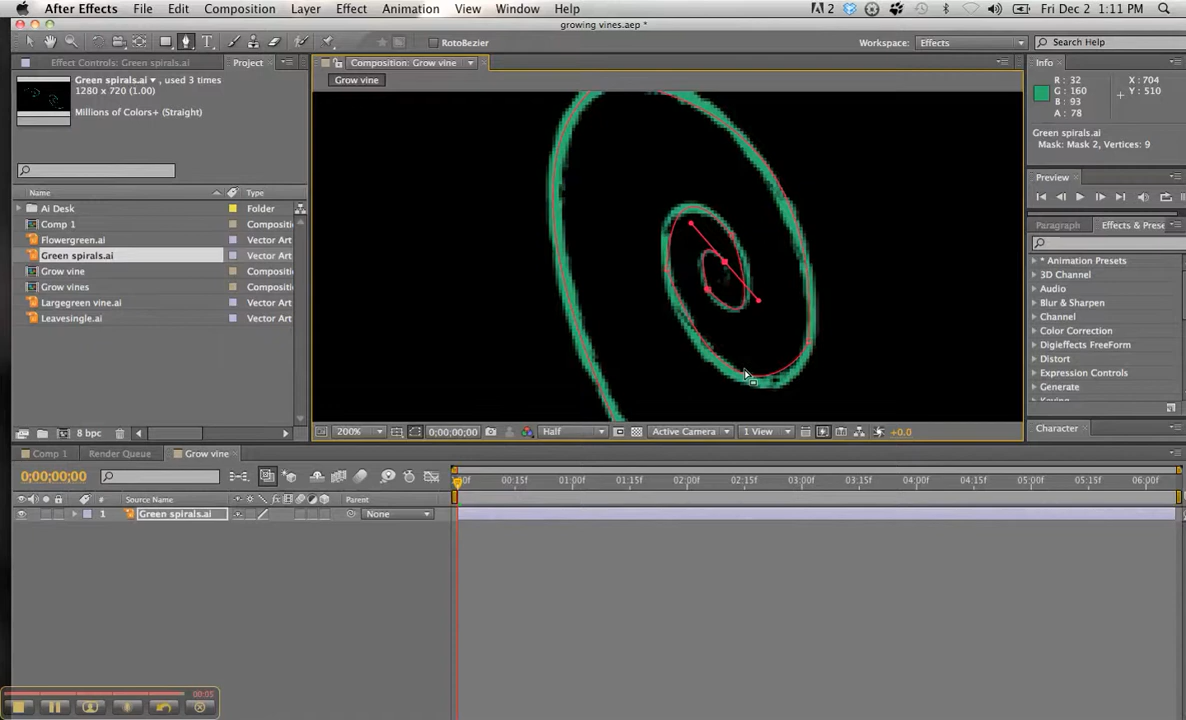 After Effects File Edit Composition Layer Effect Animation View Window Help 2 Fri Dec 2 1:11 PM
growing vines.aep *
RotoBezier Workspace: Effects Search Help
Effect Controls: Green spirals.ai Project Composition: Grow vine Info
Green spirals.ai ▾, used 3 times
1280 x 720 (1.00)
Millions of Colors+ (Straight)
Grow vine
R: 32 X: 704
G: 160 Y: 510
B: 93
A: 78
Green spirals.ai
Mask: Mask 2, Vertices: 9
Preview
Name Type
Ai Desk Folder
Comp 1 Compositi
Flowergreen.ai Vector Art
Green spirals.ai Vector Art
Grow vine Compositi
Grow vines Compositi
Largegreen vine.ai Vector Art
Leavesingle.ai Vector Art
Paragraph Effects & Prese
* Animation Presets
3D Channel
Audio
Blur & Sharpen
Channel
Color Correction
Digieffects FreeForm
Distort
Expression Controls
Generate
Keying
Character
8 bpc
200% 0;00;00;00 Half Active Camera 1 View +0.0
Comp 1 Render Queue Grow vine
0;00;00;00
# Source Name Parent
1 Green spirals.ai None
00:15f 01:00f 01:15f 02:00f 02:15f 03:00f 03:15f 04:00f 04:15f 05:00f 05:15f 06:00f
00:05